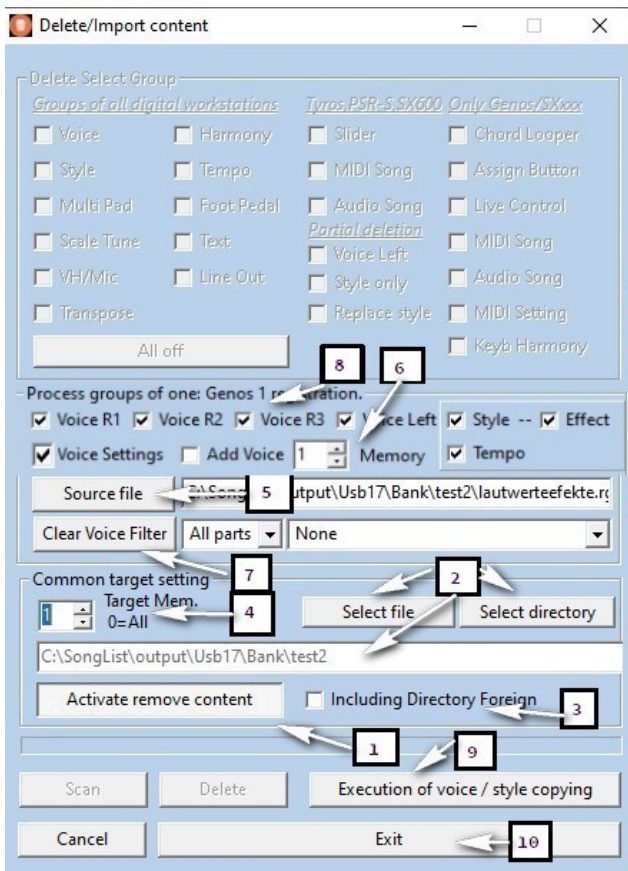 Delete/Import content
Delete Select Group
Groups of all digital workstations Tyros,PSR-S,SX600 Only Genos/SXxxx
Voice Harmony Slider Chord Looper
Style Tempo MIDI Song Assign Button
Multi Pad Foot Pedal Audio Song Live Control
Partial deletion
Scale Tune Text Voice Left MIDI Song
VH/Mic Line Out Style only Audio Song
Transpose Replace style MIDI Setting
All off Keyb Harmony
8 6
Process groups of one: Genos 1 registration.
Voice R1 Voice R2 Voice R3 Voice Left Style -- Effect
Voice Settings Add Voice 1 Memory Tempo
Source file 5 utput\Usb17\Bank\test2\lautwerteefekte.rg
Clear Voice Filter All parts None
7
Common target setting 2
1 Target Mem. 4 Select file Select directory
0=All
C:\SongList\output\Usb17\Bank\test2
Activate remove content Including Directory Foreign 3
1 9
Scan Delete Execution of voice / style copying
Cancel Exit 10